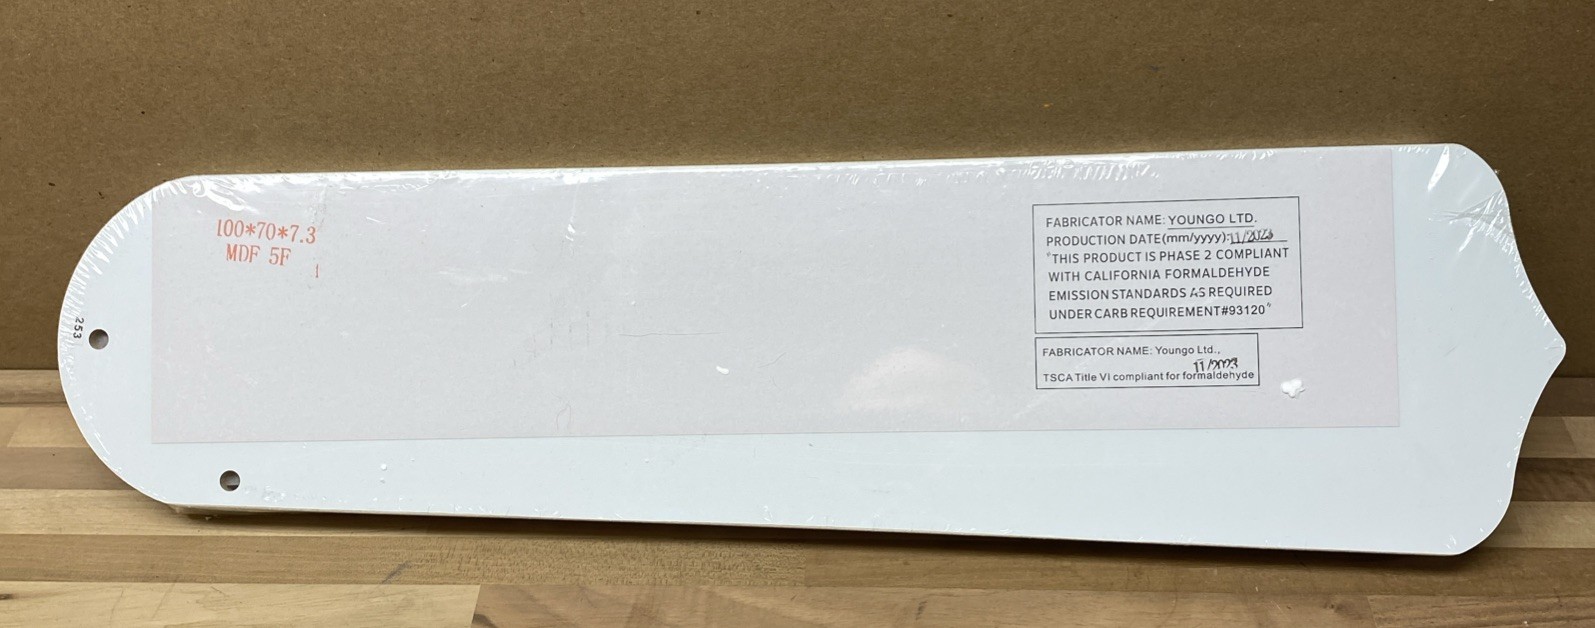 100*70*7.3
MDF 5F
1
253
FABRICATOR NAME: YOUNGO LTD.
PRODUCTION DATE(mm/yyyy): 11/2023
"THIS PRODUCT IS PHASE 2 COMPLIANT
WITH CALIFORNIA FORMALDEHYDE
EMISSION STANDARDS AS REQUIRED
UNDER CARB REQUIREMENT#93120"
FABRICATOR NAME: Youngo Ltd.,
11/2023
TSCA Title VI compliant for formaldehyde